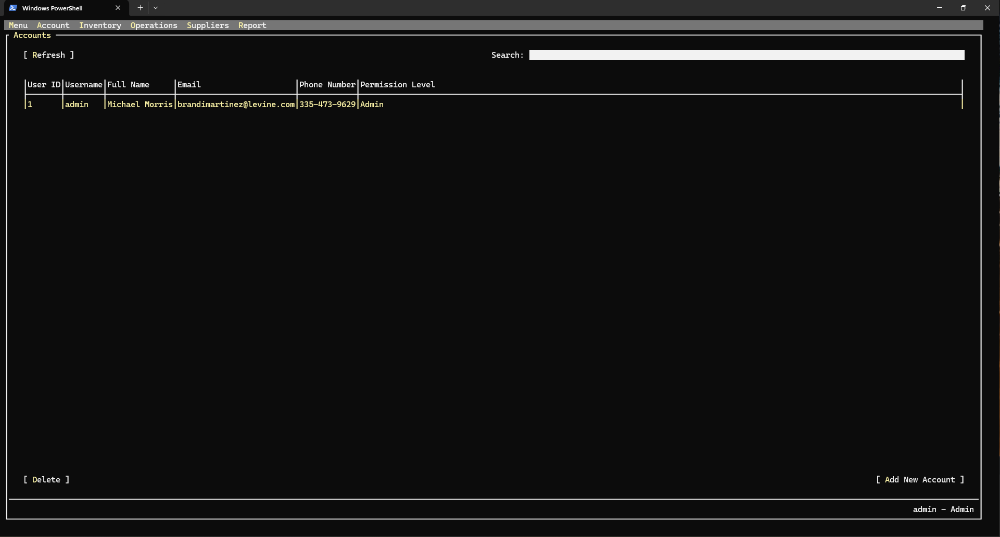 Windows PowerShell
Menu Account Inventory Operations Suppliers Report
Accounts
[ Refresh ] Search:
User ID Username Full Name Email Phone Number Permission Level
1 admin Michael Morris brandimartinez@levine.com 335-473-9629 Admin
[ Delete ] [ Add New Account ]
admin - Admin